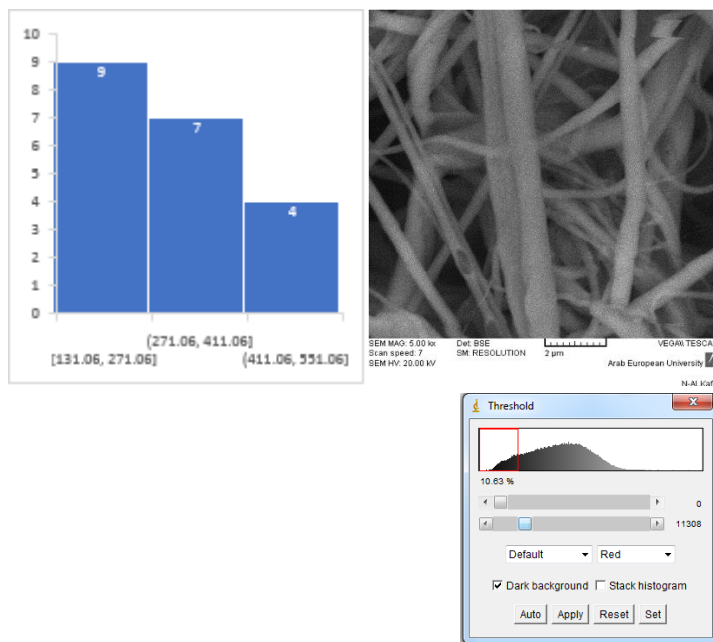 10
9
8
7
6
5
4
3
2
1
0
9
7
4
(271.06, 411.06]
[131.06, 271.06] (411.06, 551.06]
SEM MAG: 5.00 kx Det: BSE VEGA\\ TESCA
Scan speed: 7 SM: RESOLUTION 2 µm
SEM HV: 20.00 kV Arab European University
N-ALKaf
Threshold
10.63 %
0
11308
Default Red
Dark background Stack histogram
Auto Apply Reset Set